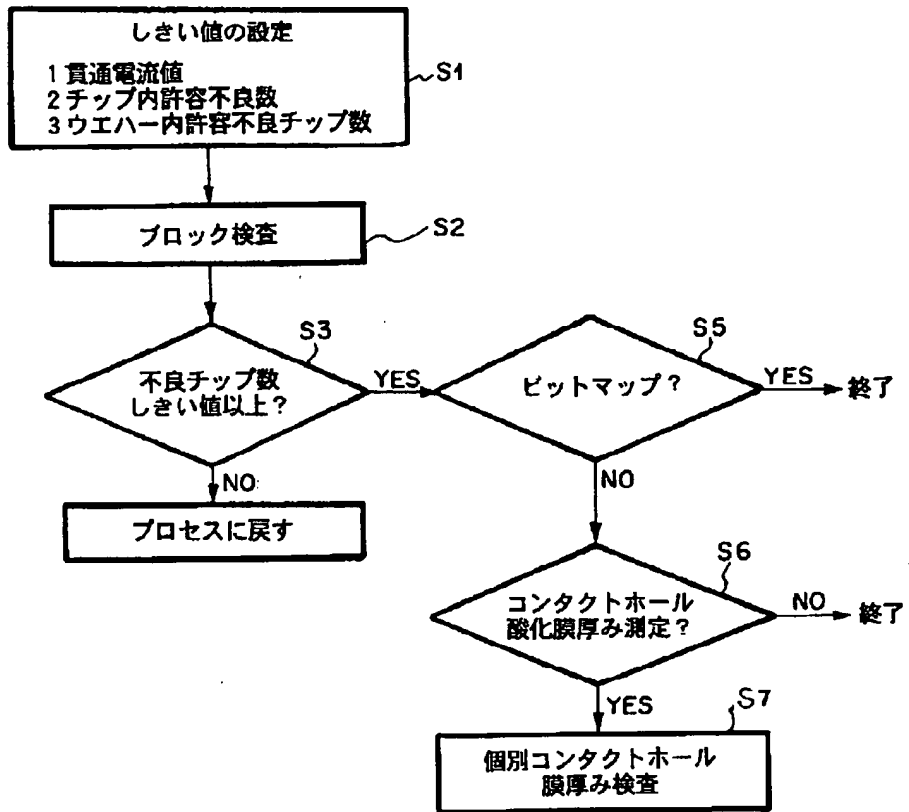 しきい値の設定
1 貫通電流値
2 チップ内許容不良数
3 ウエハー内許容不良チップ数
S1
ブロック検査
S2
S3
不良チップ数
しきい値以上?
YES
NO
プロセスに戻す
S5
ビットマップ?
YES
終了
NO
S6
コンタクトホール
酸化膜厚み測定?
NO
終了
YES
S7
個別コンタクトホール
膜厚み検査